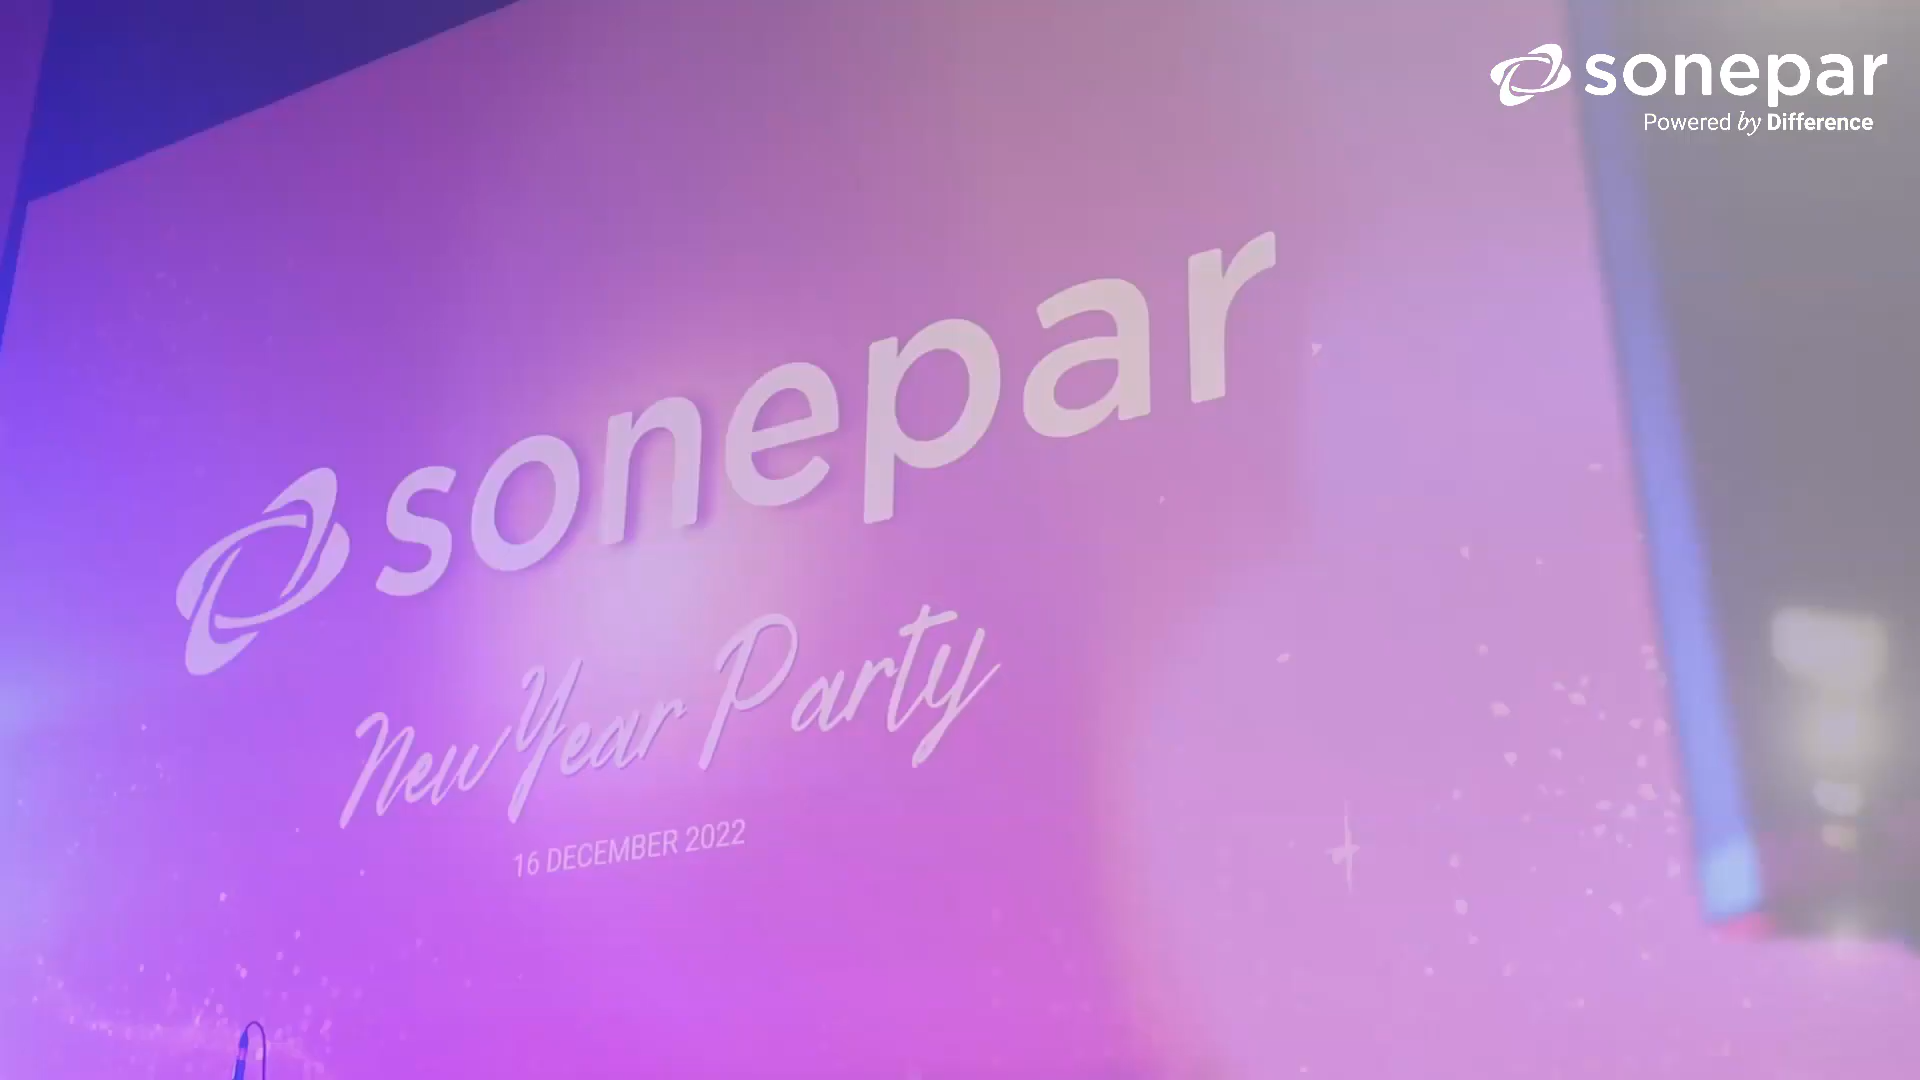 sonepar
Powered by Difference
sonepar
New Year Party
16 DECEMBER 2022